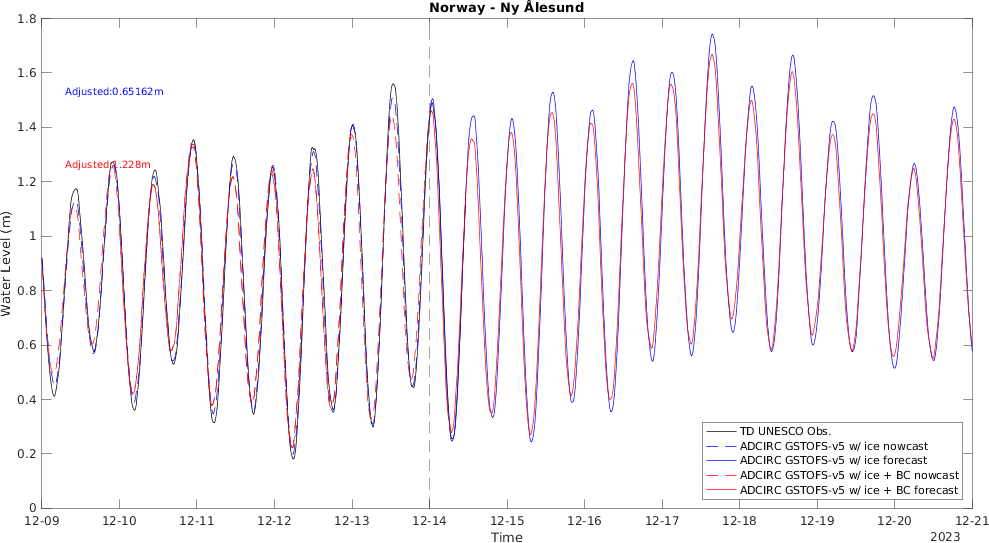 Norway - Ny Ålesund
1.8
1.6
1.4
1.2
1
0.8
0.6
0.4
0.2
0
Water Level (m)
Adjusted:0.65162m
Adjusted:1.228m
TD UNESCO Obs.
ADCIRC GSTOFS-v5 w/ ice nowcast
ADCIRC GSTOFS-v5 w/ ice forecast
ADCIRC GSTOFS-v5 w/ ice + BC nowcast
ADCIRC GSTOFS-v5 w/ ice + BC forecast
12-09 12-10 12-11 12-12 12-13 12-14 12-15 12-16 12-17 12-18 12-19 12-20 12-21
Time
2023